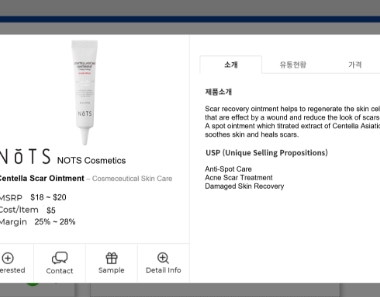 NōTS
NōTS NOTS Cosmetics
Centella Scar Ointment – Cosmeceutical Skin Care
MSRP $18 ~ $20
Cost/Item $5
Margin 25% ~ 28%
Contact
Sample
Detail Info
소개
유통현황
가격
제품소개
Scar recovery ointment helps to regenerate the skin
that are effect by a wound and reduce the look of scars
A spot ointment which titrated extract of Centella
soothes skin and heals scars.
USP (Unique Selling Propositions)
Anti-Spot Care
Acne Scar Treatment
Damaged Skin Recovery